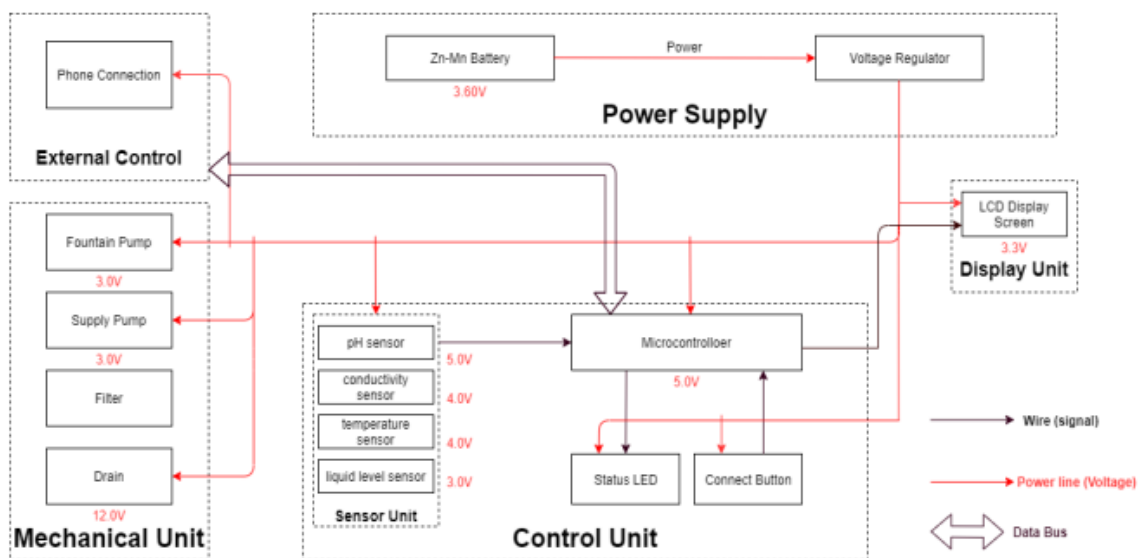 Phone Connection
External Control
Zn-Mn Battery
3.60V
Power
Voltage Regulator
Power Supply
LCD Display
Screen
3.3V
Display Unit
Fountain Pump
3.0V
Supply Pump
3.0V
Filter
Drain
12.0V
Mechanical Unit
pH sensor
5.0V
conductivity
sensor
4.0V
temperature
sensor
4.0V
liquid level sensor
3.0V
Sensor Unit
Microcontrolloer
5.0V
Status LED
Connect Button
Control Unit
Wire (signal)
Power line (Voltage)
Data Bus